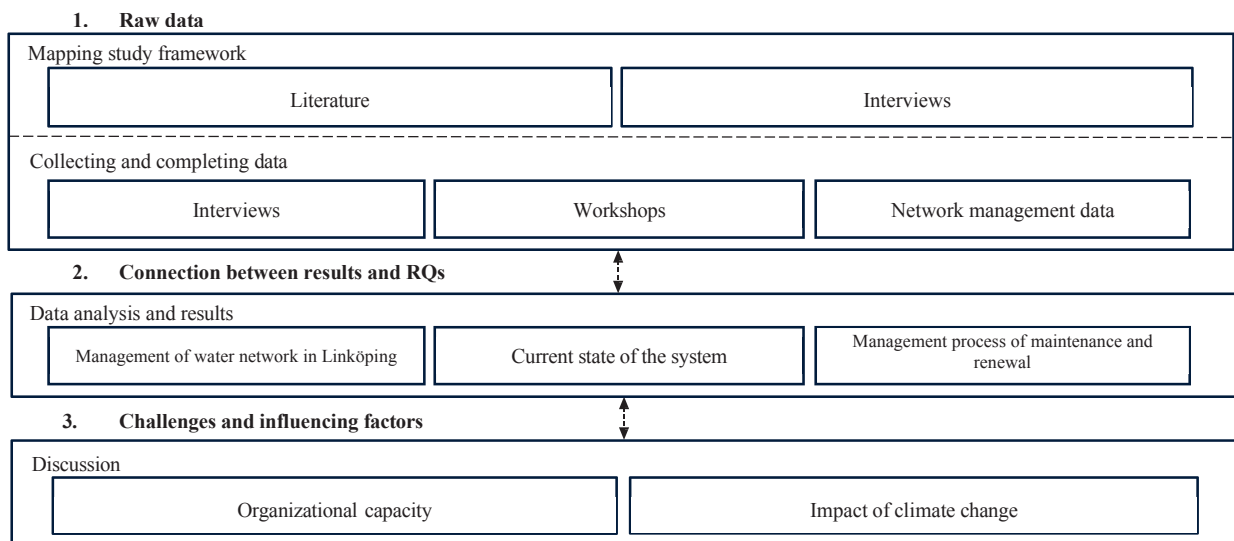 1. Raw data
Mapping study framework
Literature
Interviews
Collecting and completing data
Interviews
Workshops
Network management data
2. Connection between results and RQs
Data analysis and results
Management of water network in Linköping
Current state of the system
Management process of maintenance and
renewal
3. Challenges and influencing factors
Discussion
Organizational capacity
Impact of climate change